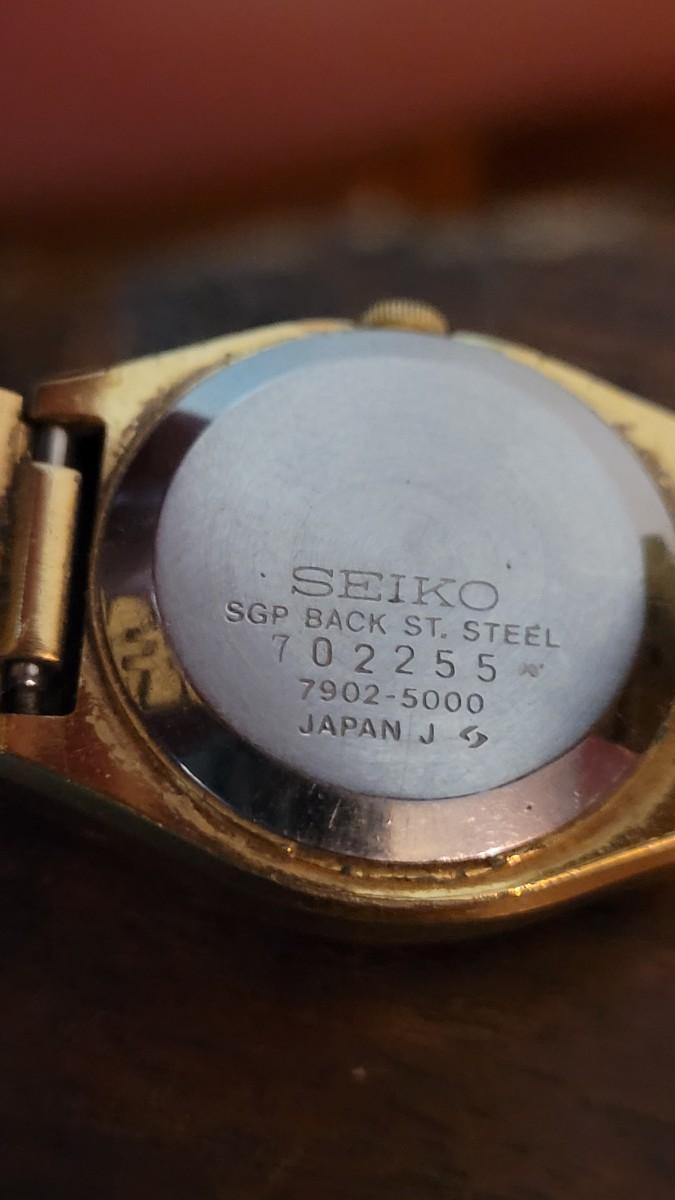 SEIKO
SGP BACK ST. STEEL
702255
7902-5000
JAPAN J